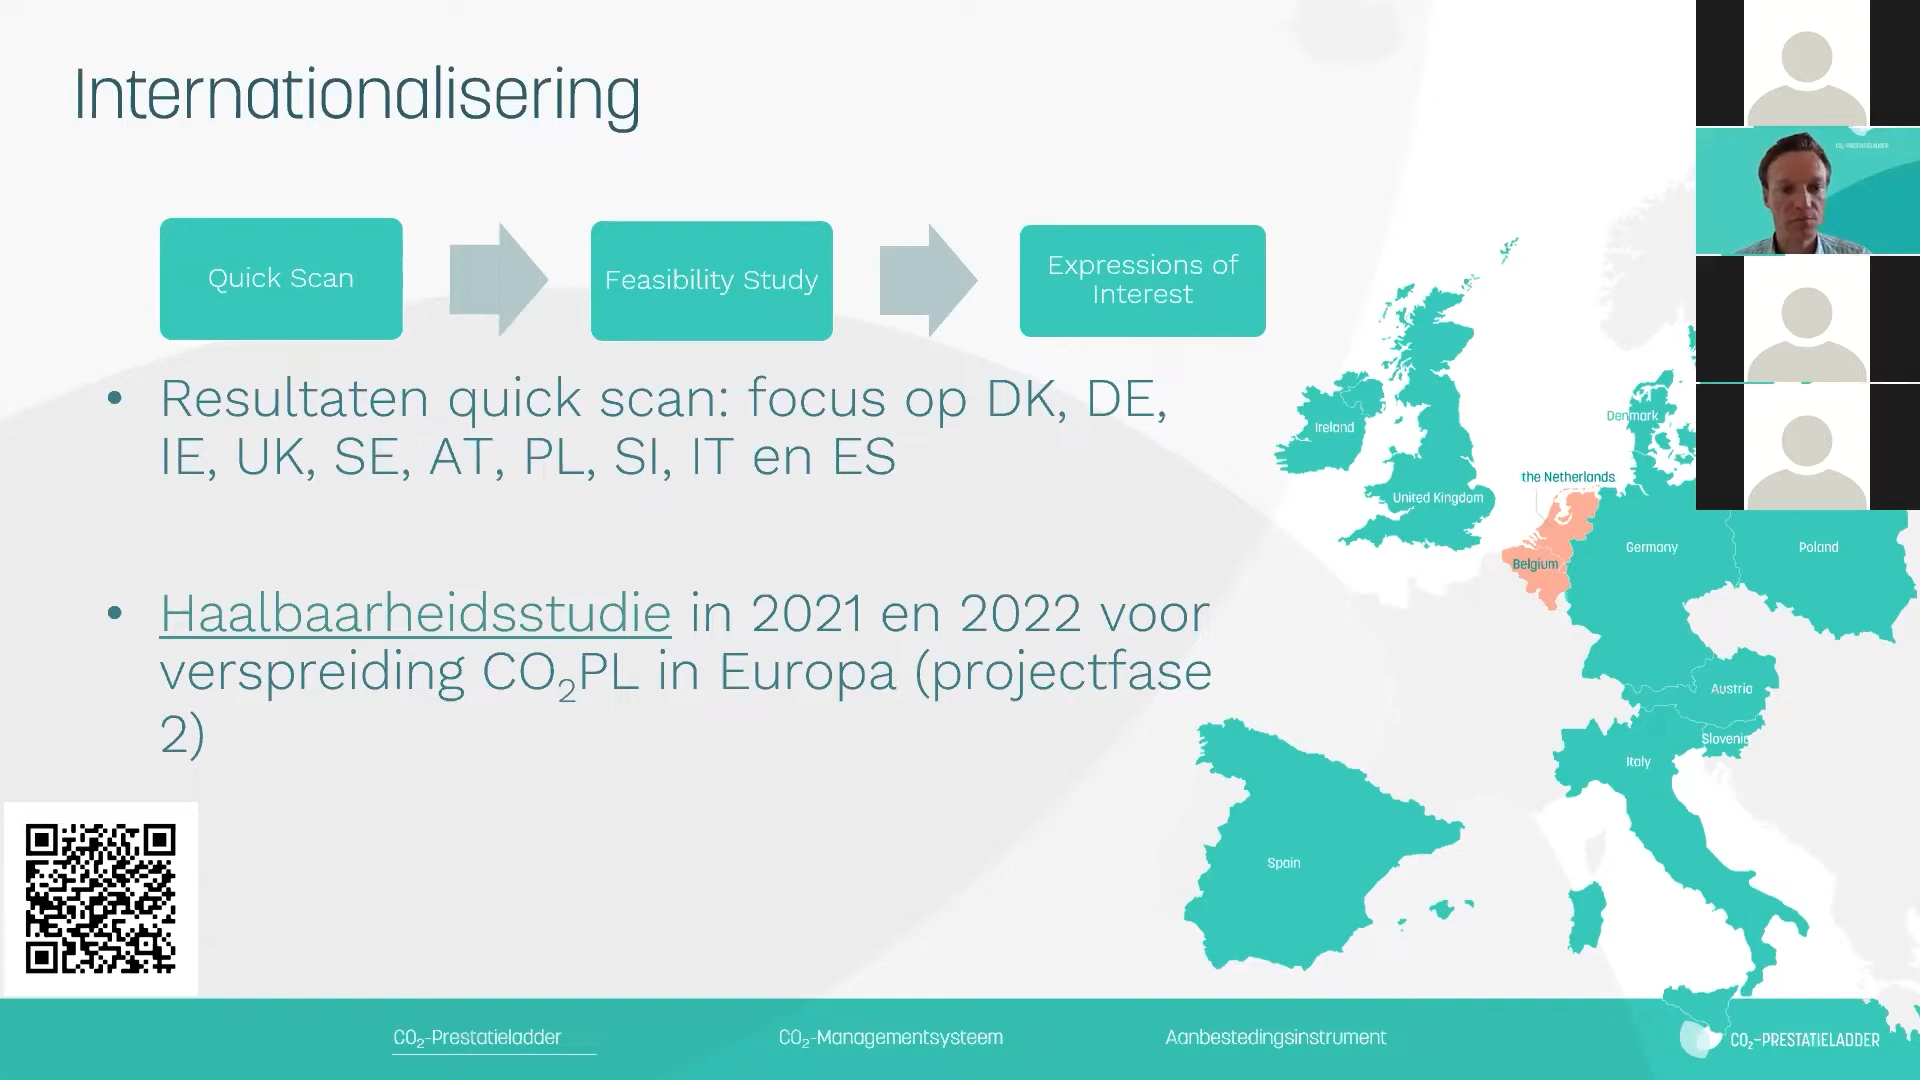 Internationalisering
CO₂-PRESTATIELADDER
Quick Scan
Feasibility Study
Expressions of
Interest
• Resultaten quick scan: focus op DK, DE,
IE, UK, SE, AT, PL, SI, IT en ES
• Haalbaarheidsstudie in 2021 en 2022 voor
verspreiding CO₂PL in Europa (projectfase
2)
Ireland
United Kingdom
Denmark
the Netherlands
Belgium
Germany
Poland
Austria
Slovenia
Italy
Spain
CO₂-Prestatieladder
CO₂-Managementsysteem
Aanbestedingsinstrument
CO₂-PRESTATIELADDER